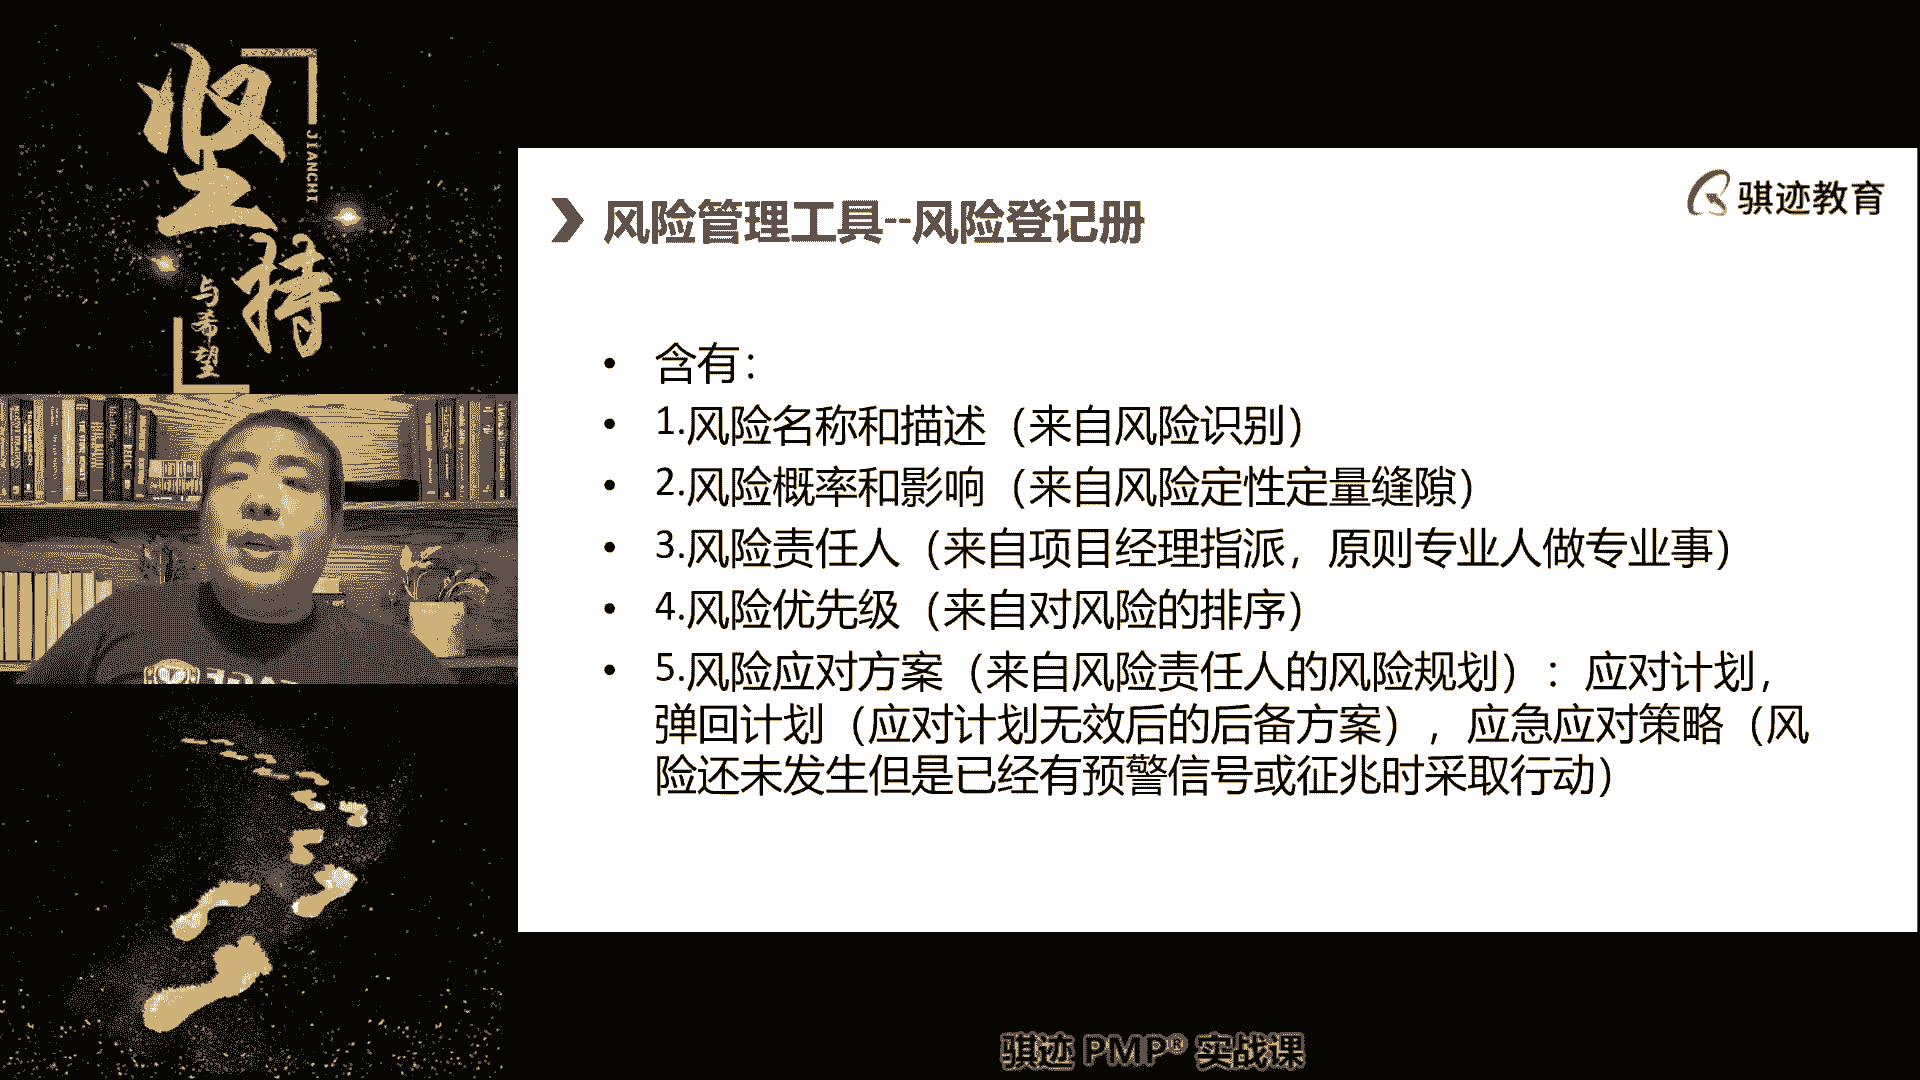 坚持
JIANCHI
与希望
骐迹教育
风险管理工具--风险登记册
• 含有：
• 1.风险名称和描述（来自风险识别）
• 2.风险概率和影响（来自风险定性定量缝隙）
• 3.风险责任人（来自项目经理指派，原则专业人做专业事）
• 4.风险优先级（来自对风险的排序）
• 5.风险应对方案（来自风险责任人的风险规划）：应对计划，
弹回计划（应对计划无效后的后备方案），应急应对策略（风
险还未发生但是已经有预警信号或征兆时采取行动）
骐迹 PMP® 实战课